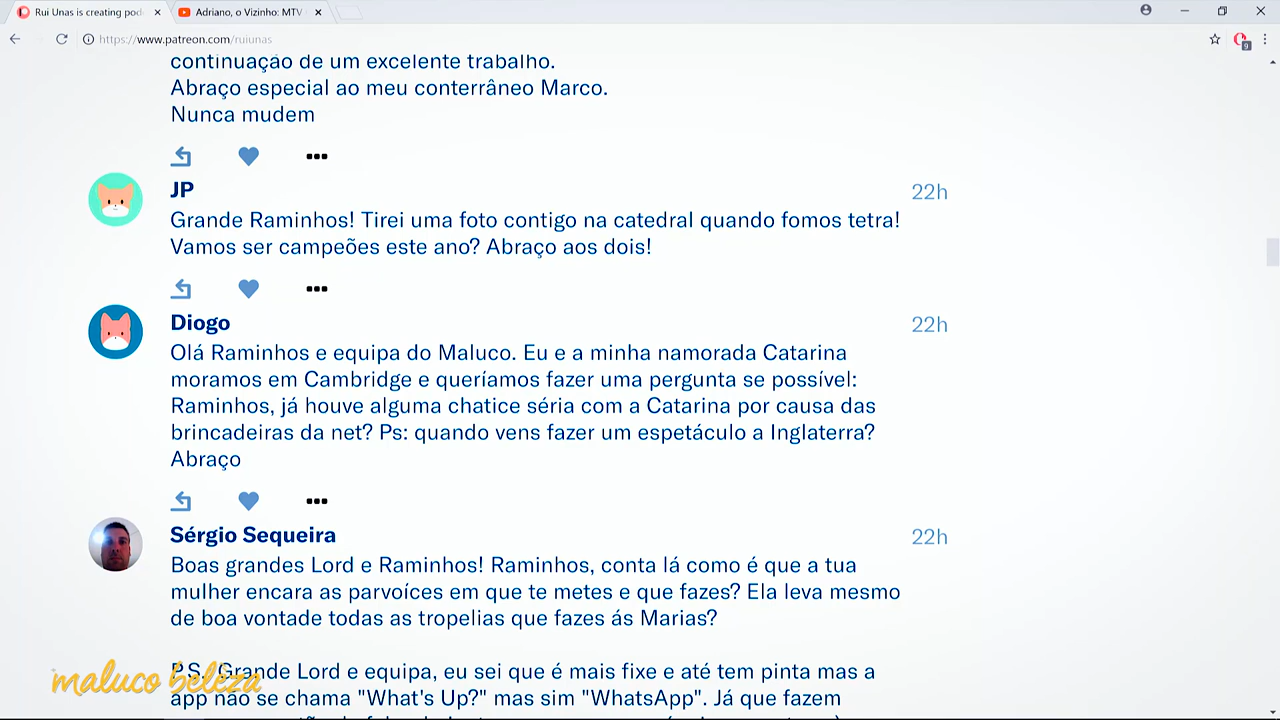 Rui Unas is creating pod
Adriano, o Vizinho: MTV
https://www.patreon.com/ruiunas
9
continuação de um excelente trabalho.
Abraço especial ao meu conterrâneo Marco.
Nunca mudem
JP
22h
Grande Raminhos! Tirei uma foto contigo na catedral quando fomos tetra!
Vamos ser campeões este ano? Abraço aos dois!
Diogo
22h
Olá Raminhos e equipa do Maluco. Eu e a minha namorada Catarina
moramos em Cambridge e queríamos fazer uma pergunta se possível:
Raminhos, já houve alguma chatice séria com a Catarina por causa das
brincadeiras da net? Ps: quando vens fazer um espetáculo a Inglaterra?
Abraço
Sérgio Sequeira
22h
Boas grandes Lord e Raminhos! Raminhos, conta lá como é que a tua
mulher encara as parvoíces em que te metes e que fazes? Ela leva mesmo
de boa vontade todas as tropelias que fazes ás Marias?
P.S. Grande Lord e equipa, eu sei que é mais fixe e até tem pinta mas a
app não se chama "What's Up?" mas sim "WhatsApp". Já que fazem
maluco beleza